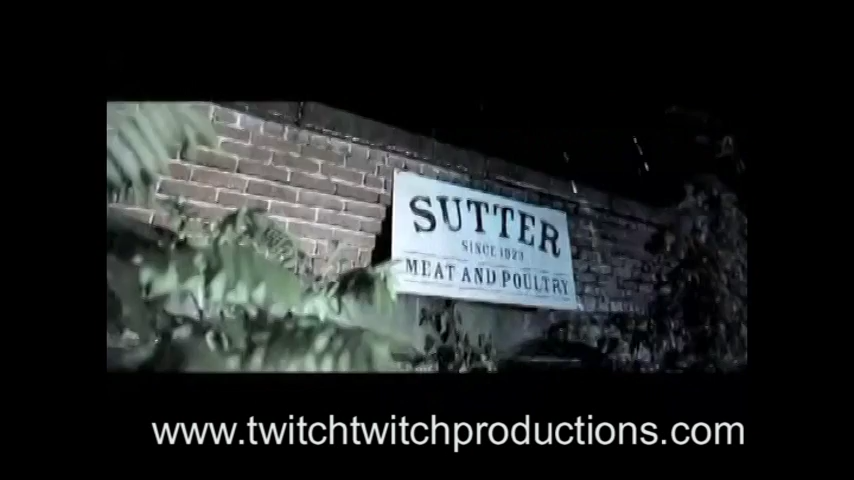 SUTTER
SINCE 1923
MEAT AND POULTRY
www.twitchtwitchproductions.com